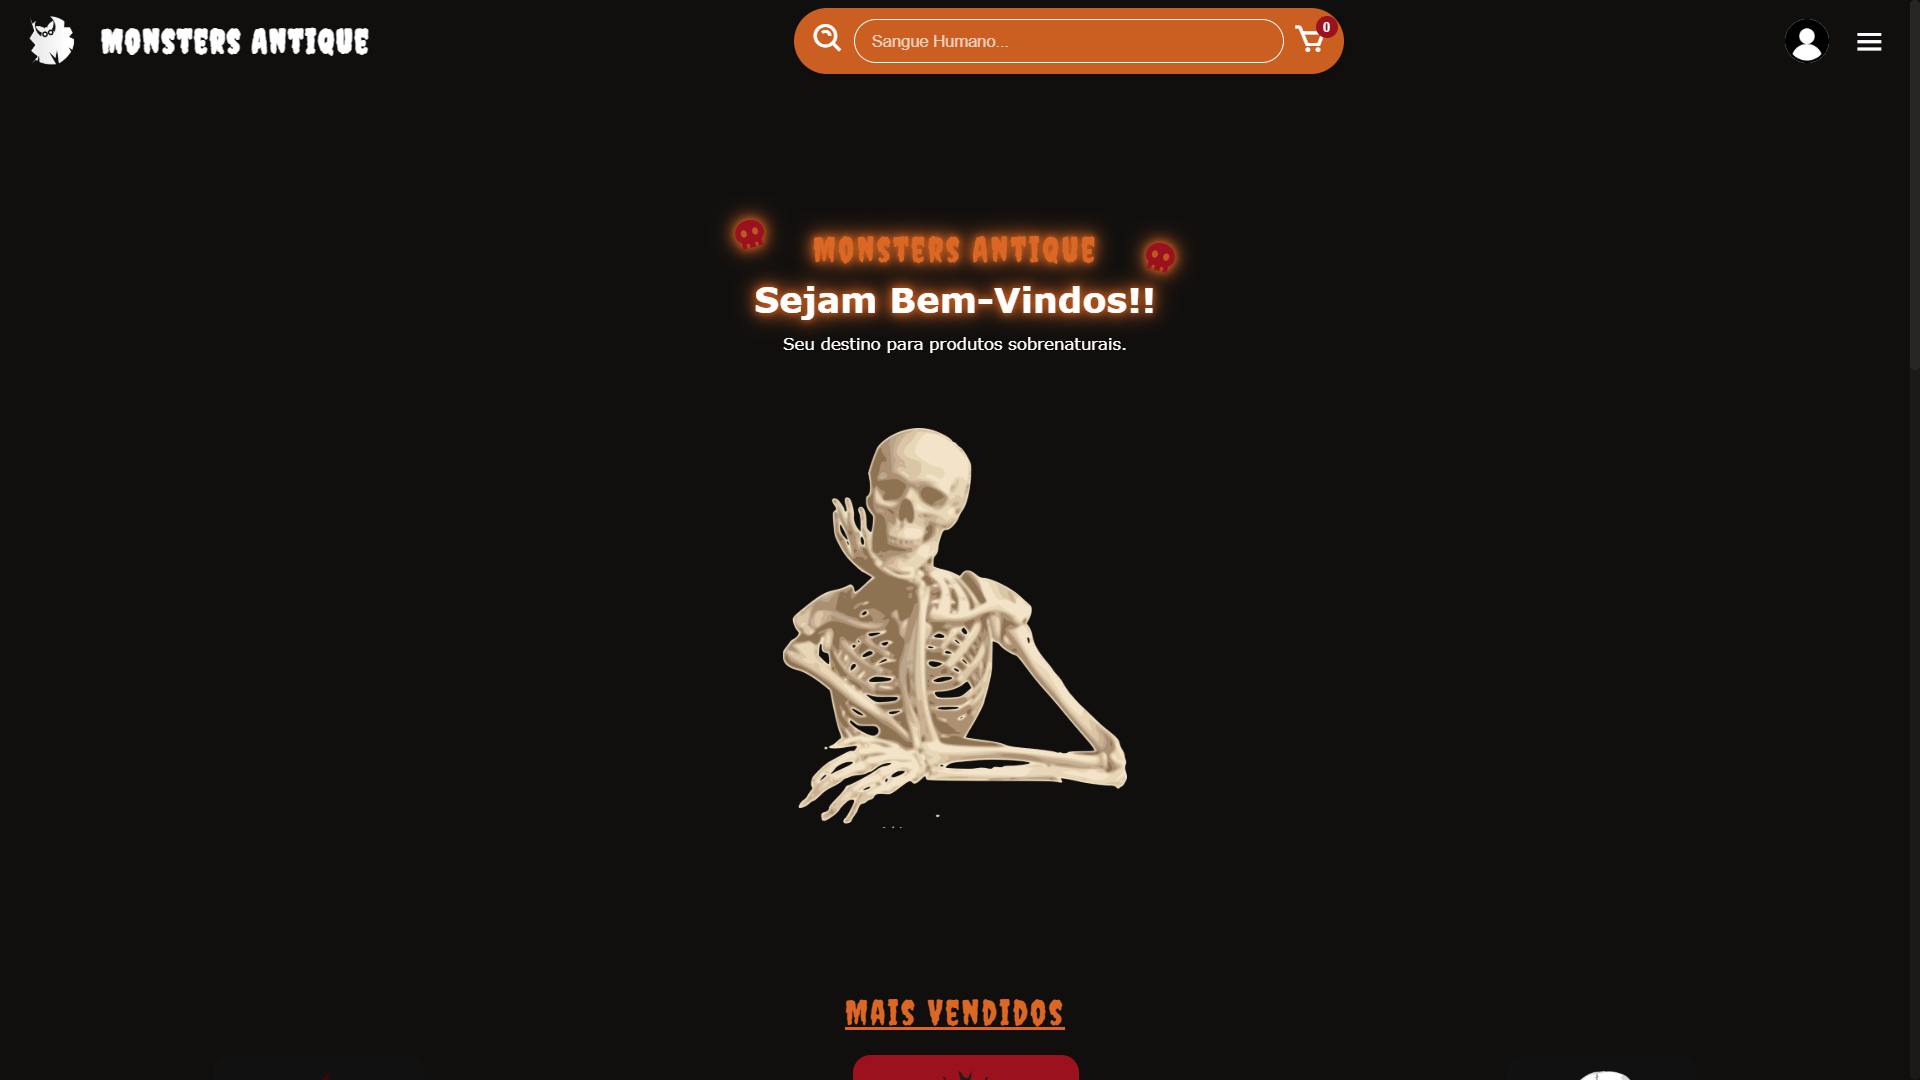 MONSTERS ANTIQUE
Sangue Humano...
0
MONSTERS ANTIQUE
Sejam Bem-Vindos!!
Seu destino para produtos sobrenaturais.
MAIS VENDIDOS